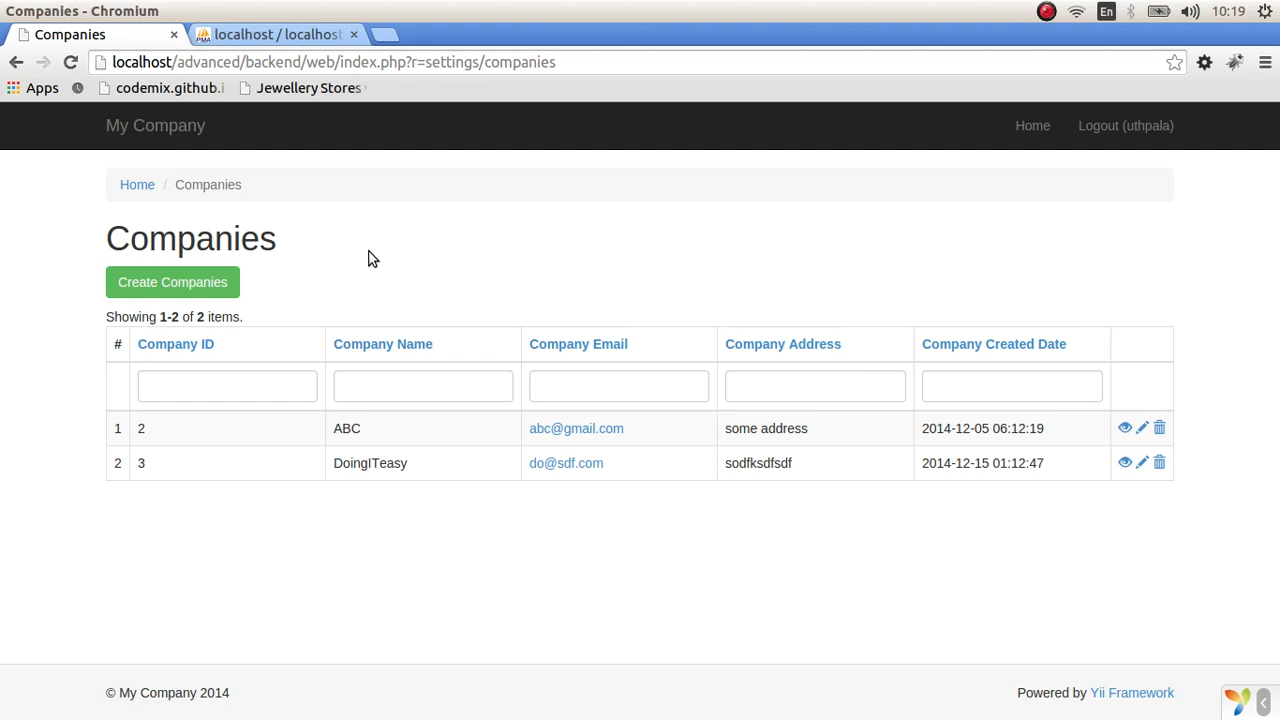 Companies - Chromium
En
10:19
Companies
PMA
localhost / localhost
localhost/advanced/backend/web/index.php?r=settings/companies
Apps
codemix.github.i
Jewellery Stores
My Company
Home
Logout (uthpala)
Home / Companies
Companies
Create Companies
Showing 1-2 of 2 items.
# Company ID Company Name Company Email Company Address Company Created Date
1 2 ABC abc@gmail.com some address 2014-12-05 06:12:19
2 3 DoingITeasy do@sdf.com sodfksdfsdf 2014-12-15 01:12:47
© My Company 2014
Powered by Yii Framework